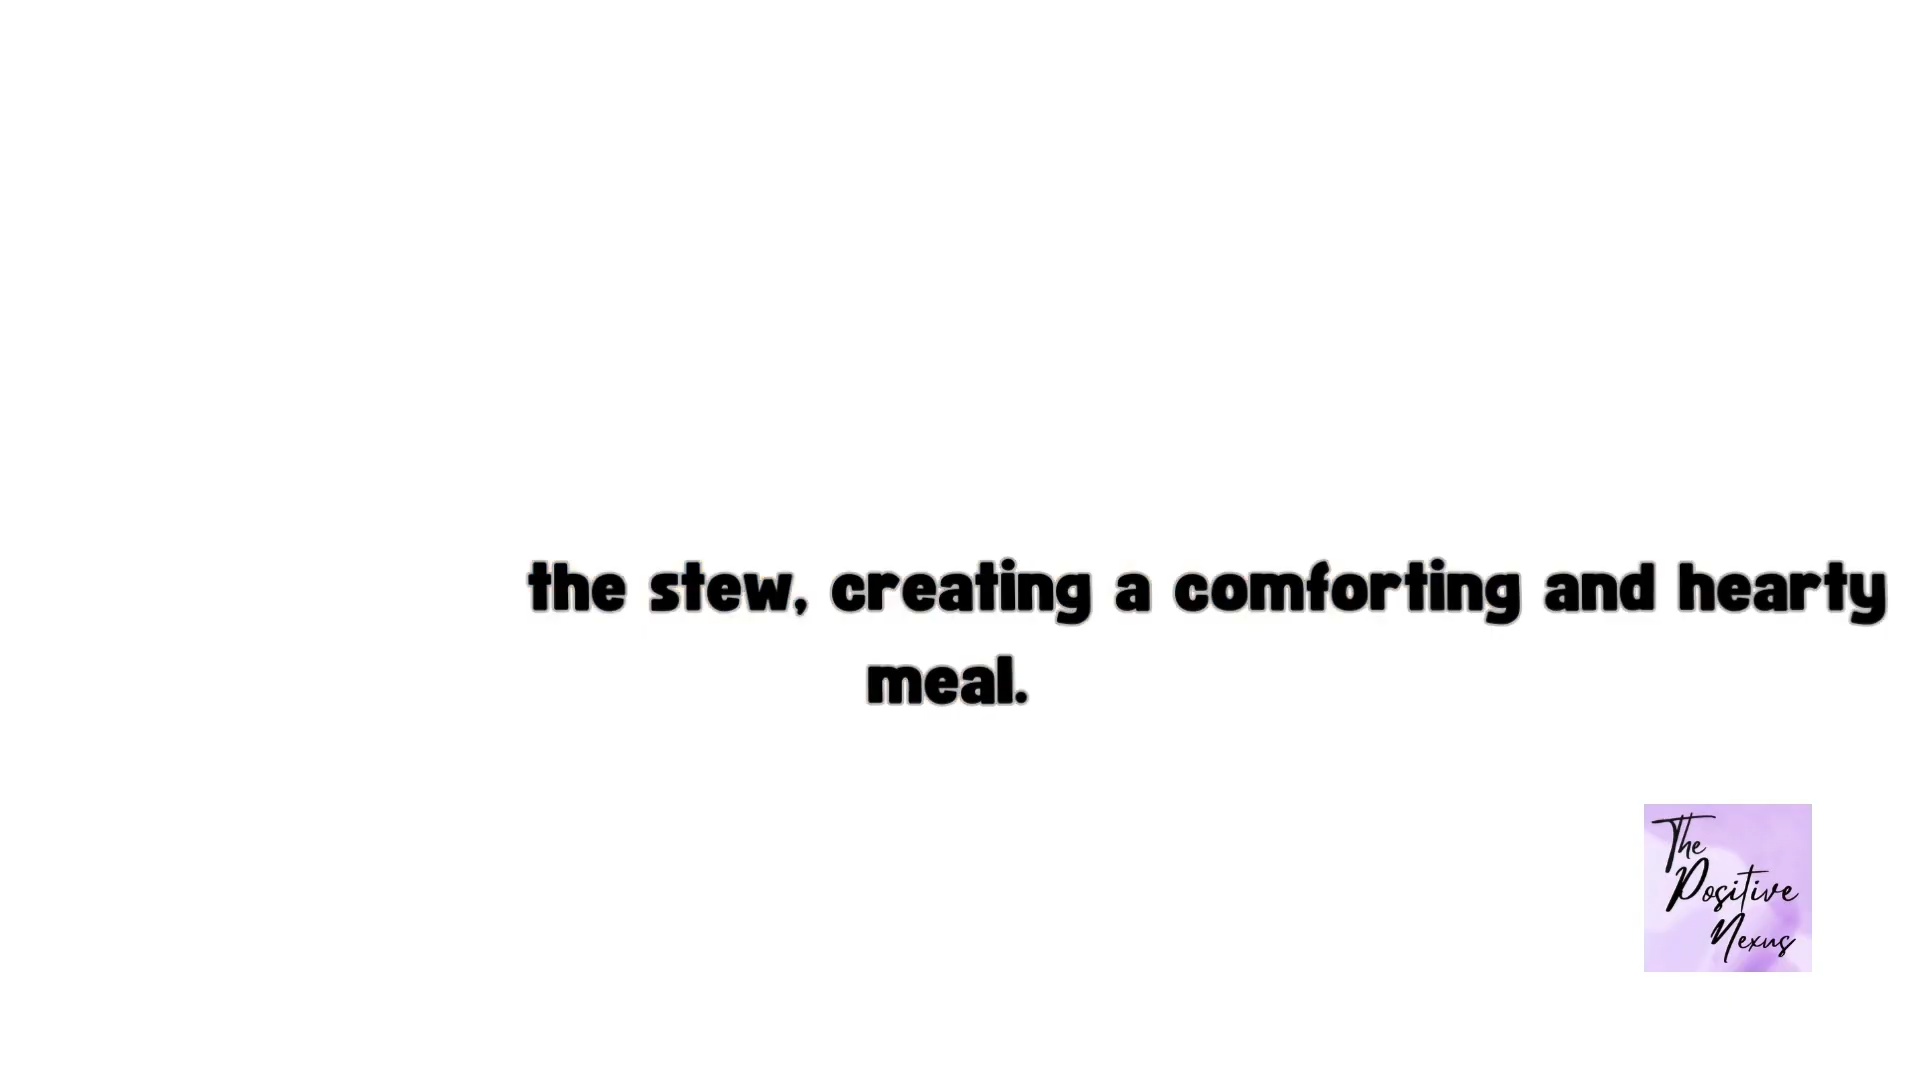 the stew, creating a comforting and hearty
meal.
The
Positive
Nexus